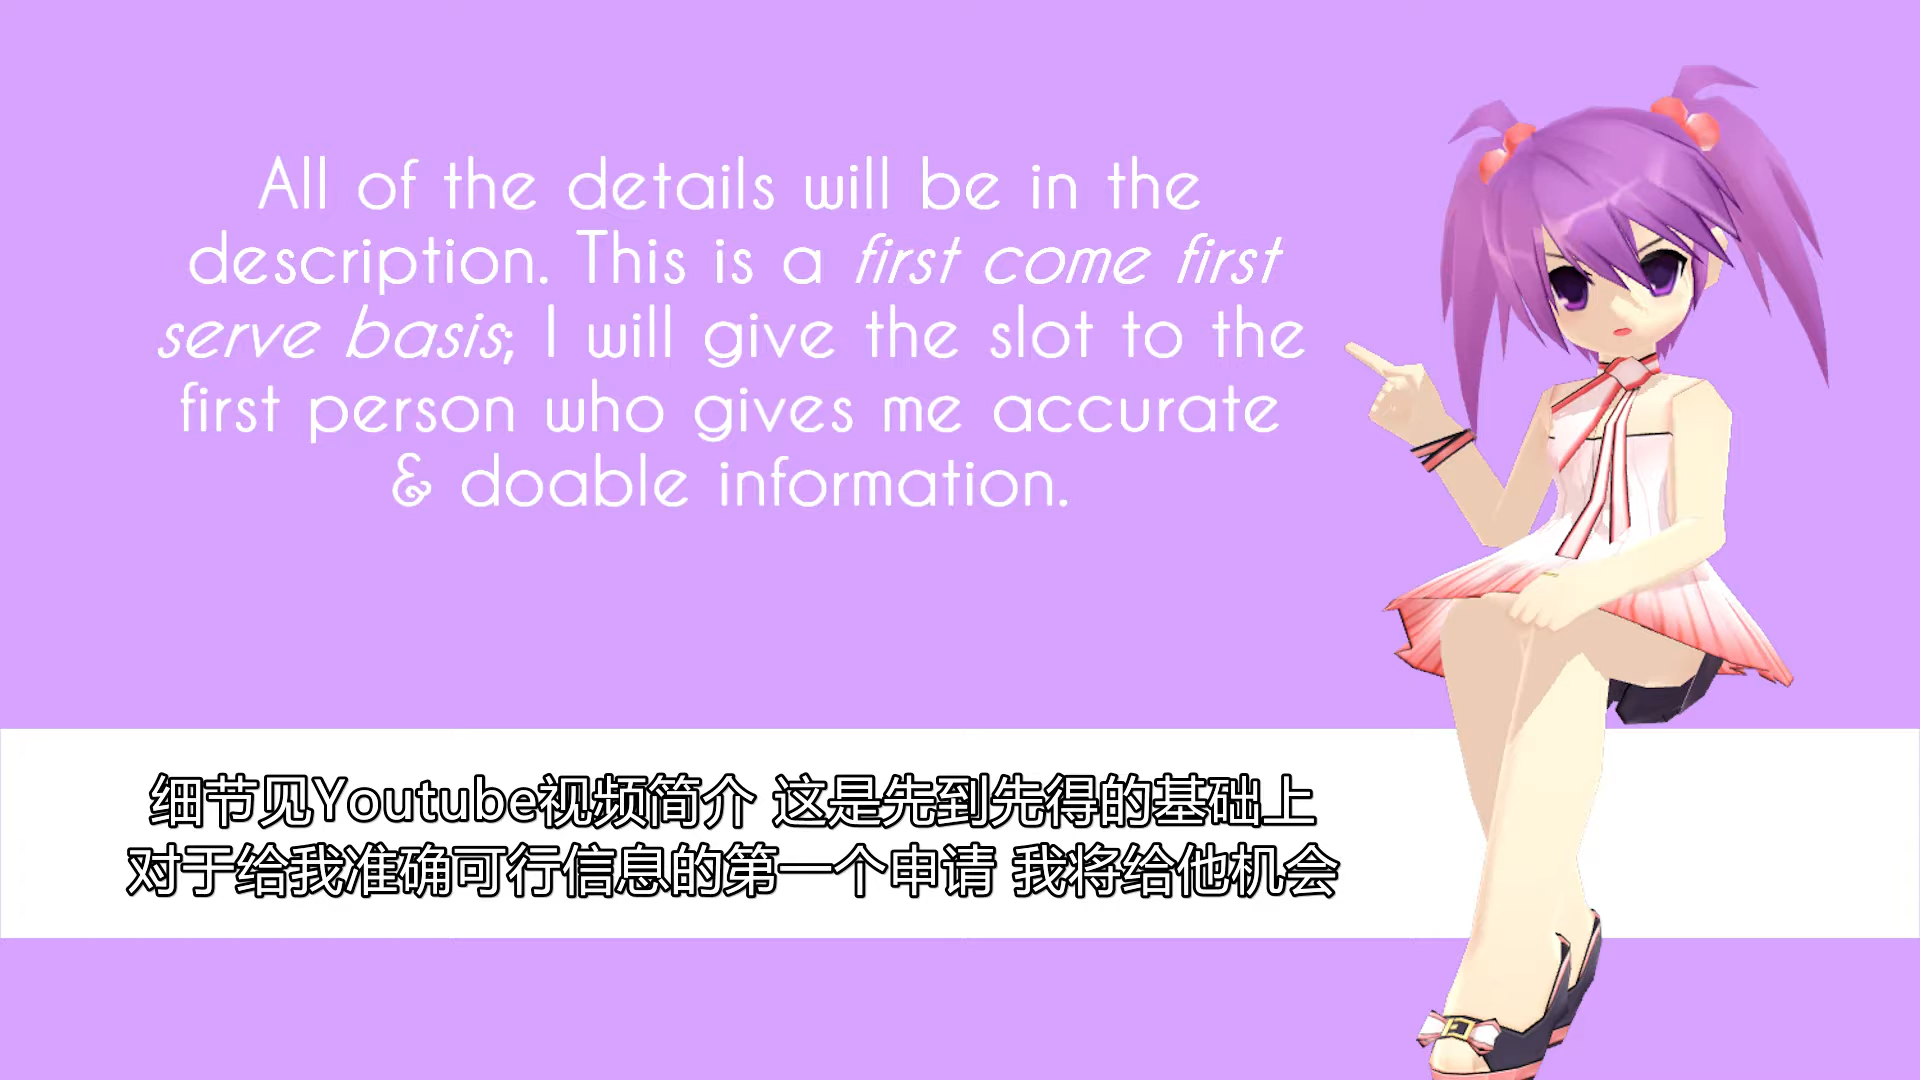 All of the details will be in the
description. This is a first come first
serve basis; I will give the slot to the
first person who gives me accurate
& doable information.
细节见Youtube视频简介 这是先到先得的基础上
对于给我准确可行信息的第一个申请 我将给他机会